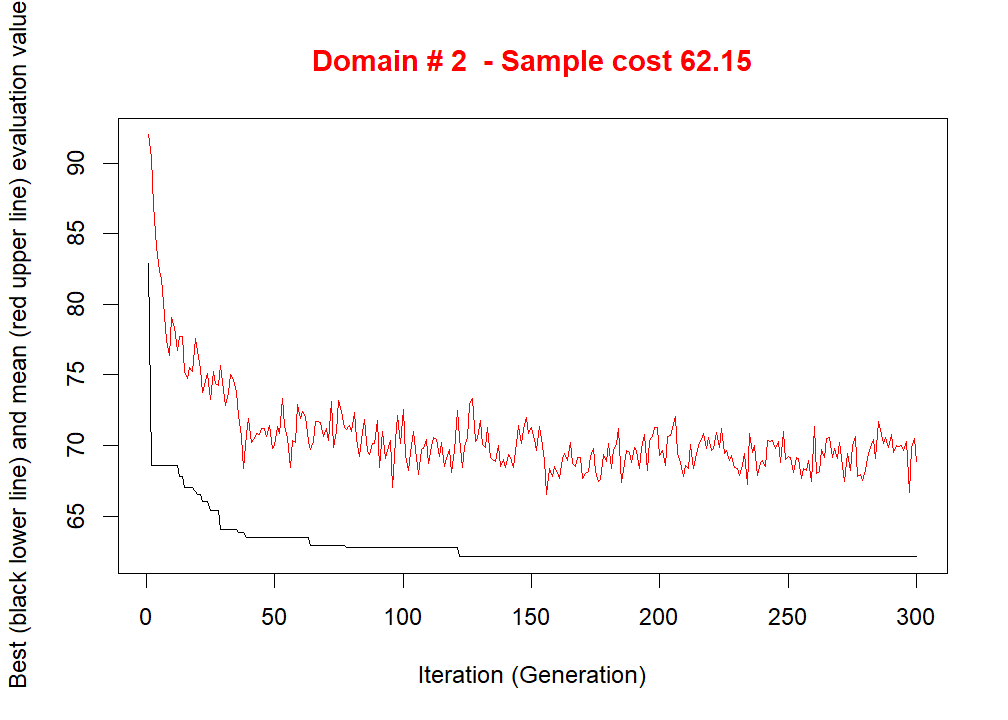 Domain # 2  - Sample cost 62.15
Best (black lower line) and mean (red upper line) evaluation value
90
85
80
75
70
65
0 50 100 150 200 250 300
Iteration (Generation)